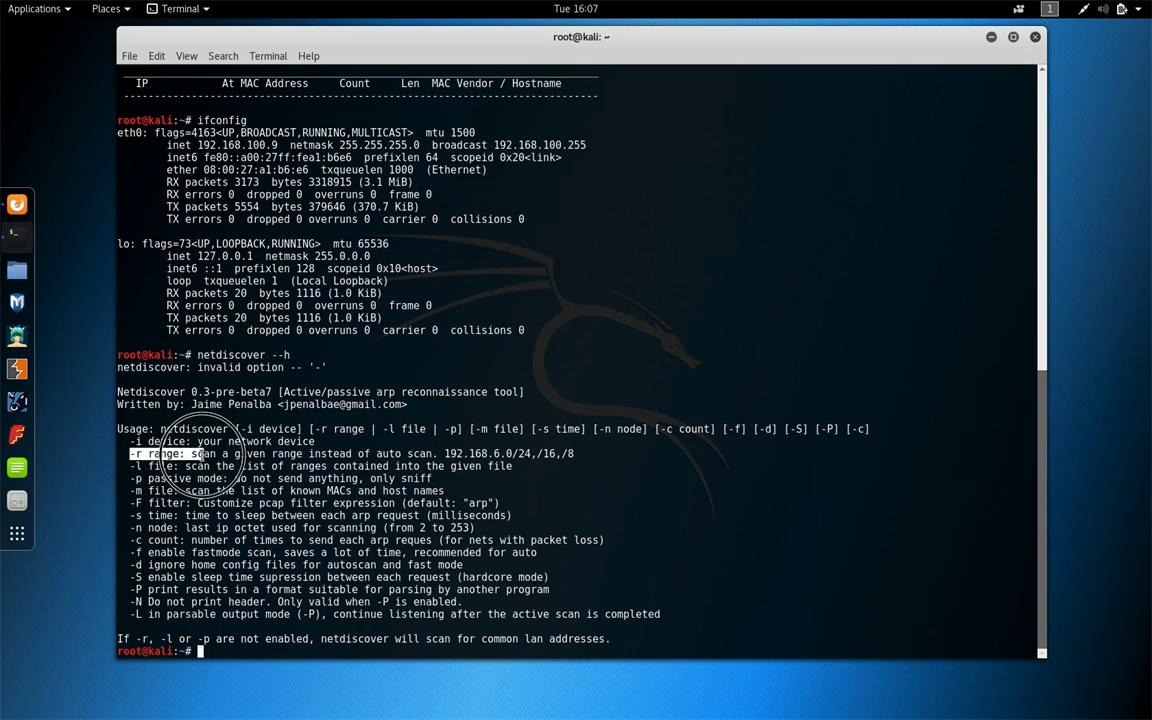 Applications Places Terminal Tue 16:07 1
root@kali: ~
File Edit View Search Terminal Help
IP At MAC Address Count Len MAC Vendor / Hostname
-----------------------------------------------------------------------------
root@kali:~# ifconfig
eth0: flags=4163<UP,BROADCAST,RUNNING,MULTICAST> mtu 1500
inet 192.168.100.9 netmask 255.255.255.0 broadcast 192.168.100.255
inet6 fe80::a00:27ff:fea1:b6e6 prefixlen 64 scopeid 0x20<link>
ether 08:00:27:a1:b6:e6 txqueuelen 1000 (Ethernet)
RX packets 3173 bytes 3318915 (3.1 MiB)
RX errors 0 dropped 0 overruns 0 frame 0
TX packets 5554 bytes 379646 (370.7 KiB)
TX errors 0 dropped 0 overruns 0 carrier 0 collisions 0
lo: flags=73<UP,LOOPBACK,RUNNING> mtu 65536
inet 127.0.0.1 netmask 255.0.0.0
inet6 ::1 prefixlen 128 scopeid 0x10<host>
loop txqueuelen 1 (Local Loopback)
RX packets 20 bytes 1116 (1.0 KiB)
RX errors 0 dropped 0 overruns 0 frame 0
TX packets 20 bytes 1116 (1.0 KiB)
TX errors 0 dropped 0 overruns 0 carrier 0 collisions 0
root@kali:~# netdiscover --h
netdiscover: invalid option -- '-'
Netdiscover 0.3-pre-beta7 [Active/passive arp reconnaissance tool]
Written by: Jaime Penalba <jpenalbae@gmail.com>
Usage: netdiscover [-i device] [-r range | -l file | -p] [-m file] [-s time] [-n node] [-c count] [-f] [-d] [-S] [-P] [-c]
-i device: your network device
-r range: scan a given range instead of auto scan. 192.168.6.0/24,/16,/8
-l file: scan the list of ranges contained into the given file
-p passive mode: do not send anything, only sniff
-m file: scan the list of known MACs and host names
-F filter: Customize pcap filter expression (default: "arp")
-s time: time to sleep between each arp request (milliseconds)
-n node: last ip octet used for scanning (from 2 to 253)
-c count: number of times to send each arp reques (for nets with packet loss)
-f enable fastmode scan, saves a lot of time, recommended for auto
-d ignore home config files for autoscan and fast mode
-S enable sleep time supression between each request (hardcore mode)
-P print results in a format suitable for parsing by another program
-N Do not print header. Only valid when -P is enabled.
-L in parsable output mode (-P), continue listening after the active scan is completed
If -r, -l or -p are not enabled, netdiscover will scan for common lan addresses.
root@kali:~#